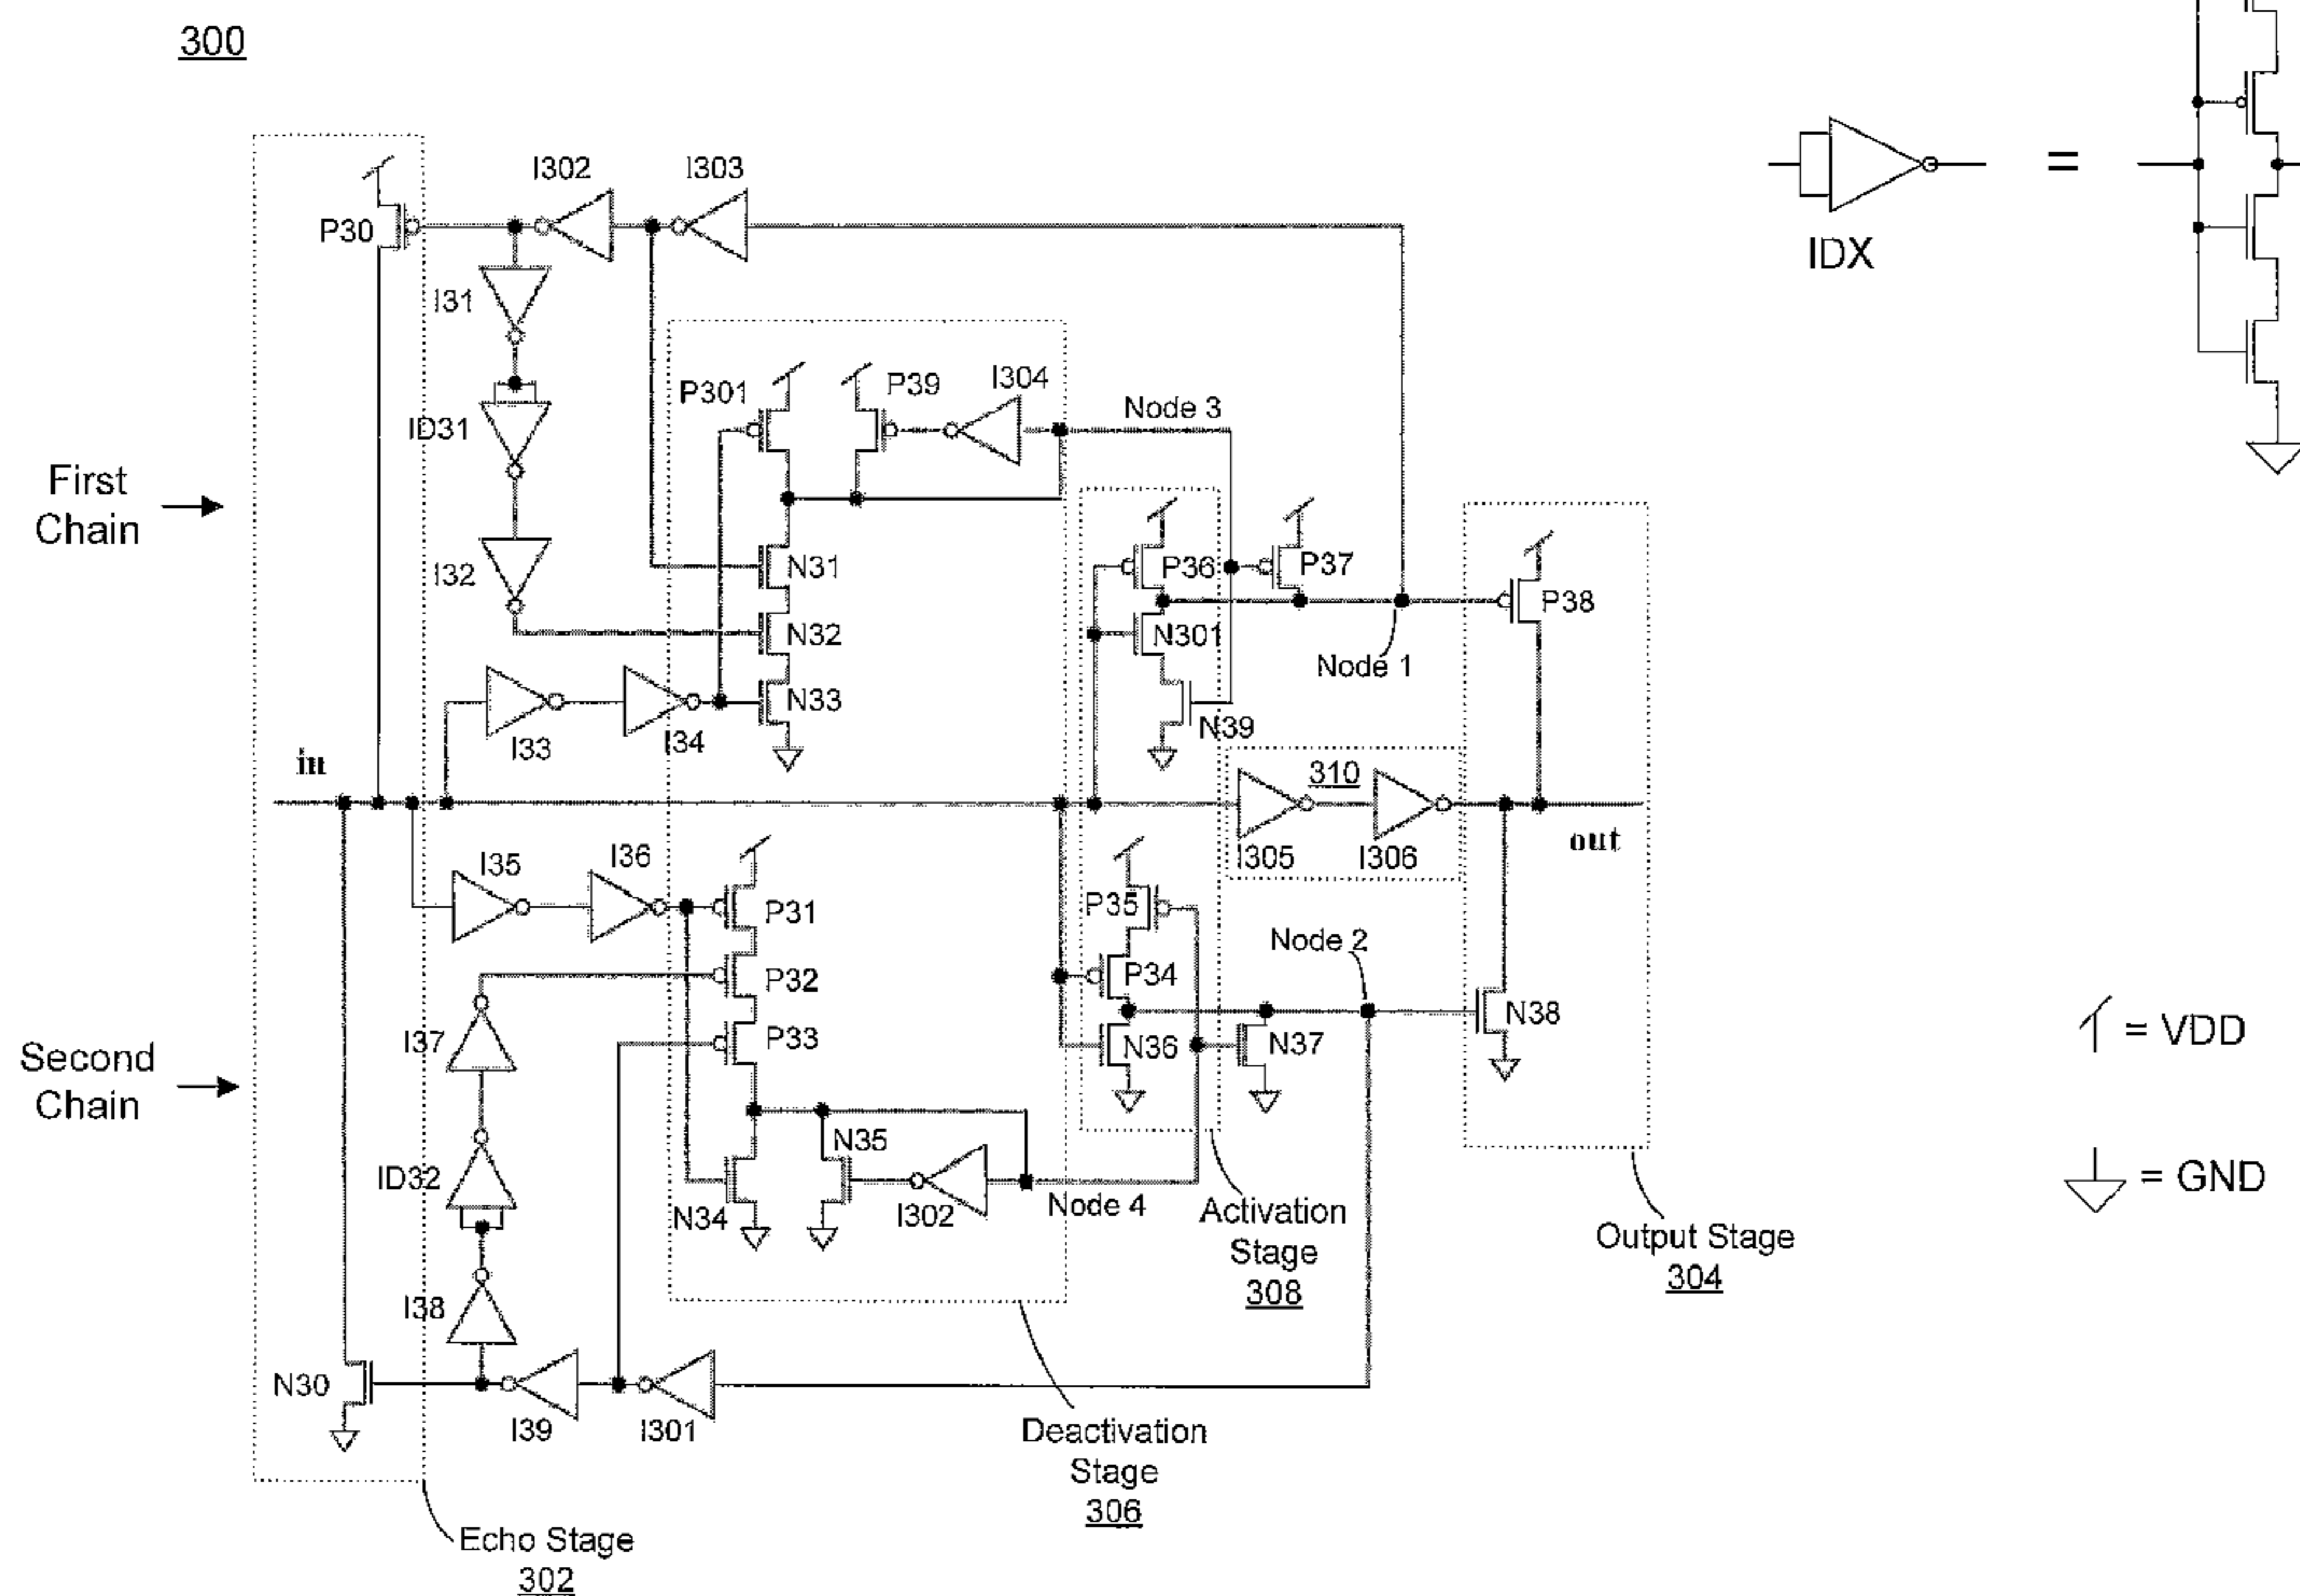 300
I302
I303
P30
I31
P301
P39
I304
Node 3
IDX
=
ID31
First
Chain
I32
N31
P36
P37
N32
N301
P38
Node 1
N33
N39
I33
I34
in
310
I305
I306
out
I35
I36
P31
P35
Node 2
P32
P34
N38
Second
Chain
I37
P33
N36
N37
= VDD
ID32
N35
N34
I302
Node 4
Activation
Stage
308
= GND
Output Stage
304
I38
N30
I39
I301
Deactivation
Stage
306
Echo Stage
302